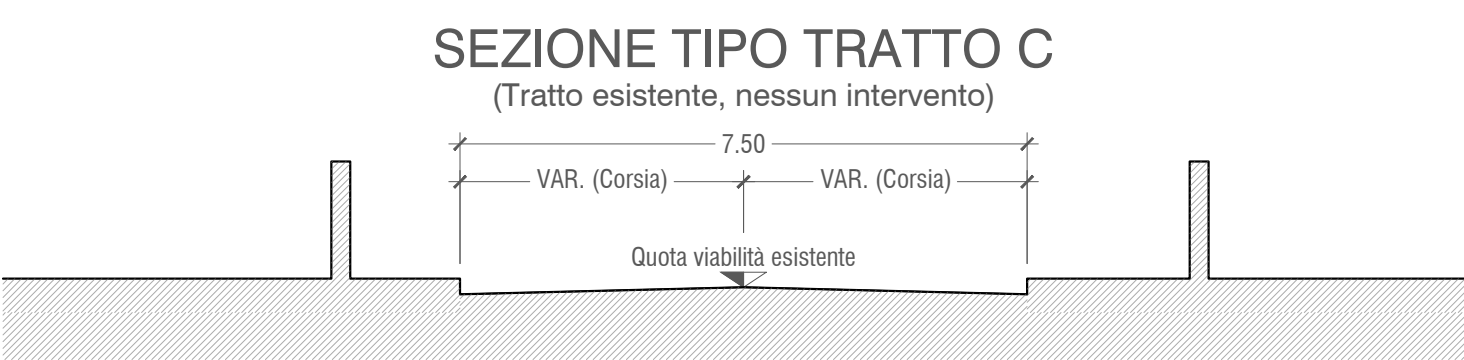 SEZIONE TIPO TRATTO C
(Tratto esistente, nessun intervento)
7.50
VAR. (Corsia) VAR. (Corsia)
Quota viabilità esistente